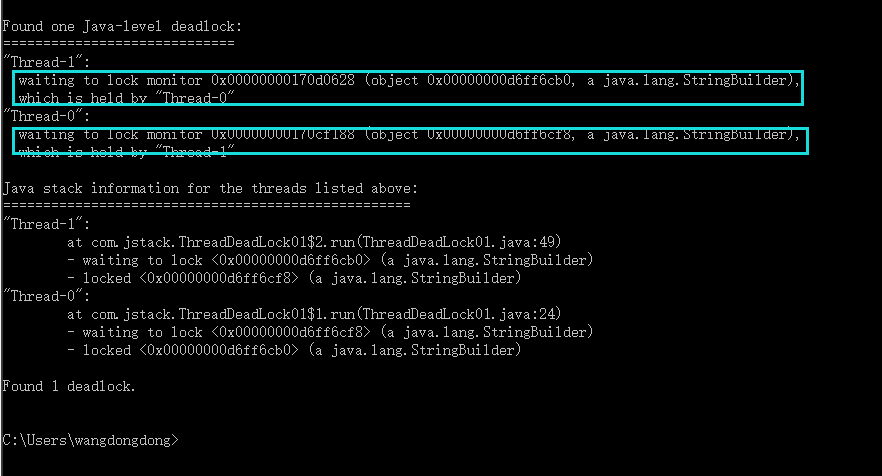 Found one Java-level deadlock:
=============================
"Thread-1":
  waiting to lock monitor 0x00000000170d0628 (object 0x00000000d6ff6cb0, a java.lang.StringBuilder),
  which is held by "Thread-0"
"Thread-0":
  waiting to lock monitor 0x00000000170cf188 (object 0x00000000d6ff6cf8, a java.lang.StringBuilder),
  which is held by "Thread-1"
Java stack information for the threads listed above:
===================================================
"Thread-1":
        at com.jstack.ThreadDeadLock01$2.run(ThreadDeadLock01.java:49)
        - waiting to lock <0x00000000d6ff6cb0> (a java.lang.StringBuilder)
        - locked <0x00000000d6ff6cf8> (a java.lang.StringBuilder)
"Thread-0":
        at com.jstack.ThreadDeadLock01$1.run(ThreadDeadLock01.java:24)
        - waiting to lock <0x00000000d6ff6cf8> (a java.lang.StringBuilder)
        - locked <0x00000000d6ff6cb0> (a java.lang.StringBuilder)
Found 1 deadlock.
C:\Users\wangdongdong>